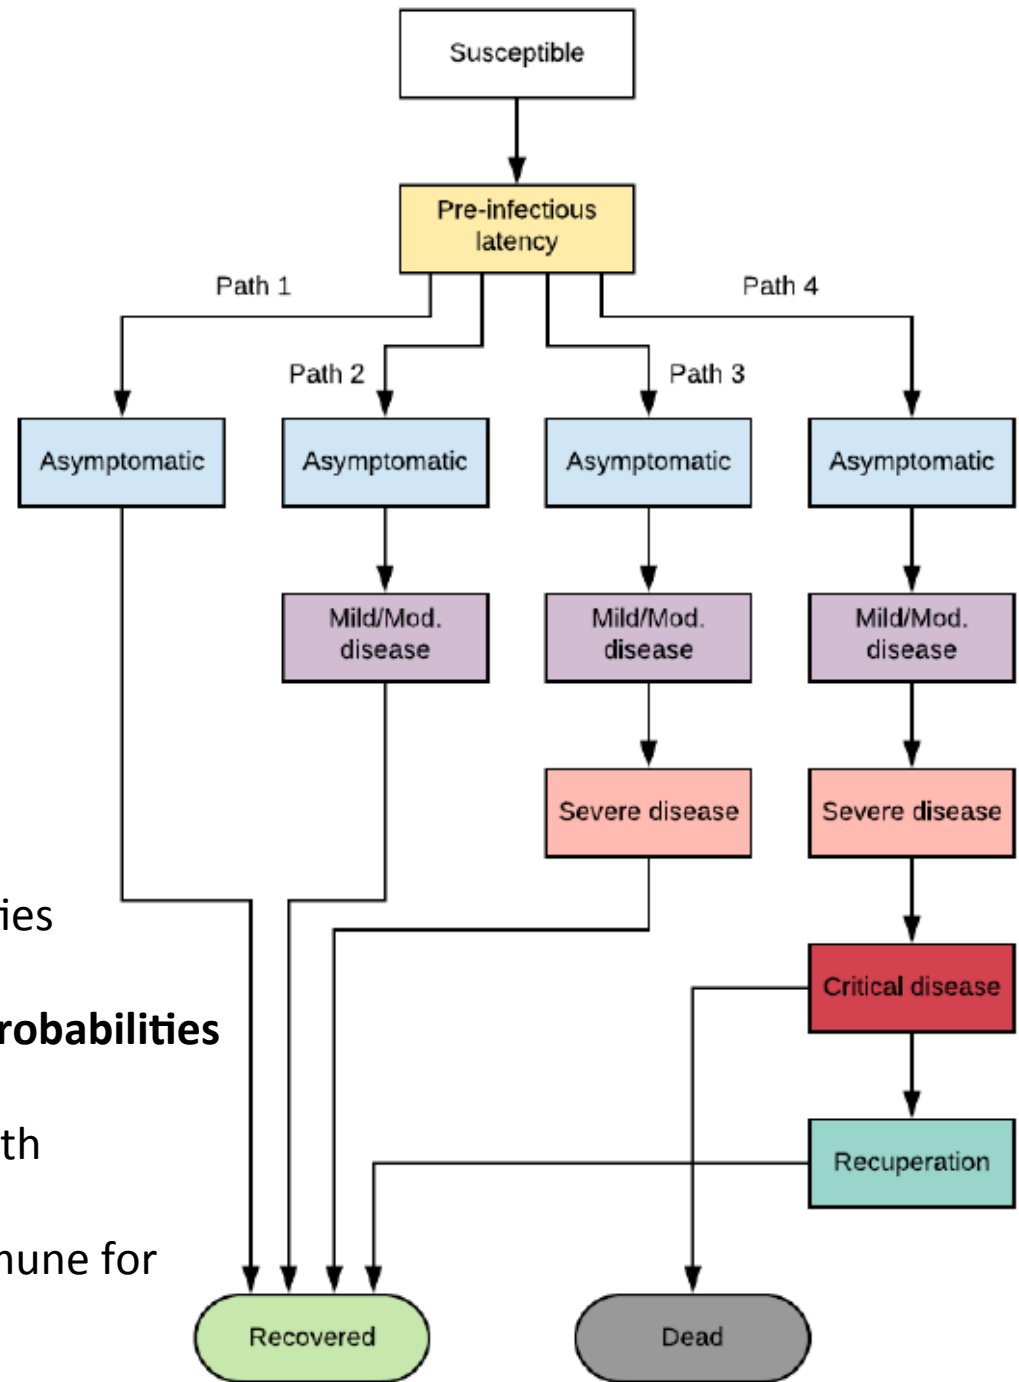 Susceptible
Pre-infectious
latency
Path 1
Path 4
Path 2
Path 3
Asymptomatic
Asymptomatic
Asymptomatic
Asymptomatic
Mild/Mod.
disease
Mild/Mod.
disease
Mild/Mod.
disease
Severe disease
Severe disease
ies
Critical disease
robabilities
th
Recuperation
nune for
Recovered
Dead